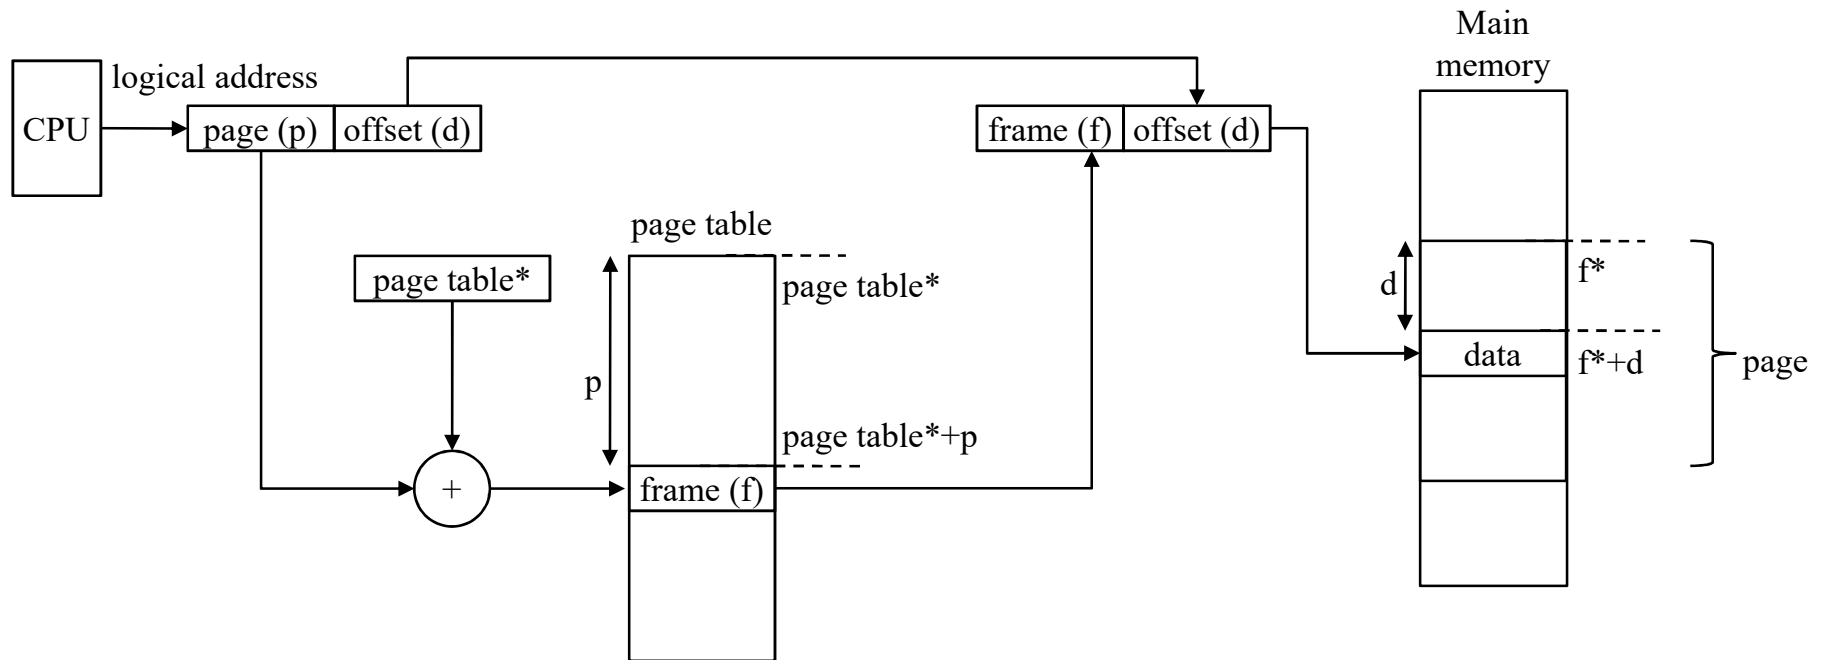 Main
memory
logical address
CPU
page (p)
offset (d)
frame (f)
offset (d)
page table
page table*
page table*
p
page table*+p
+
frame (f)
d
f*
data
f*+d
page